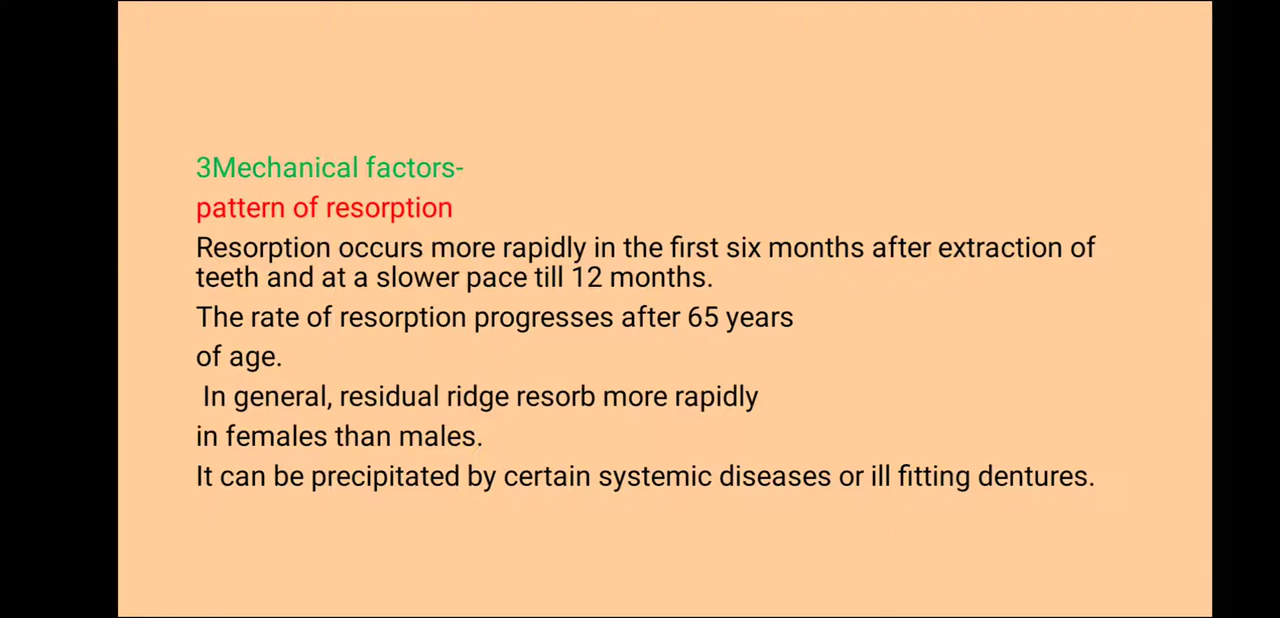 3Mechanical factors-
pattern of resorption
Resorption occurs more rapidly in the first six months after extraction of
teeth and at a slower pace till 12 months.
The rate of resorption progresses after 65 years
of age.
In general, residual ridge resorb more rapidly
in females than males.
It can be precipitated by certain systemic diseases or ill fitting dentures.